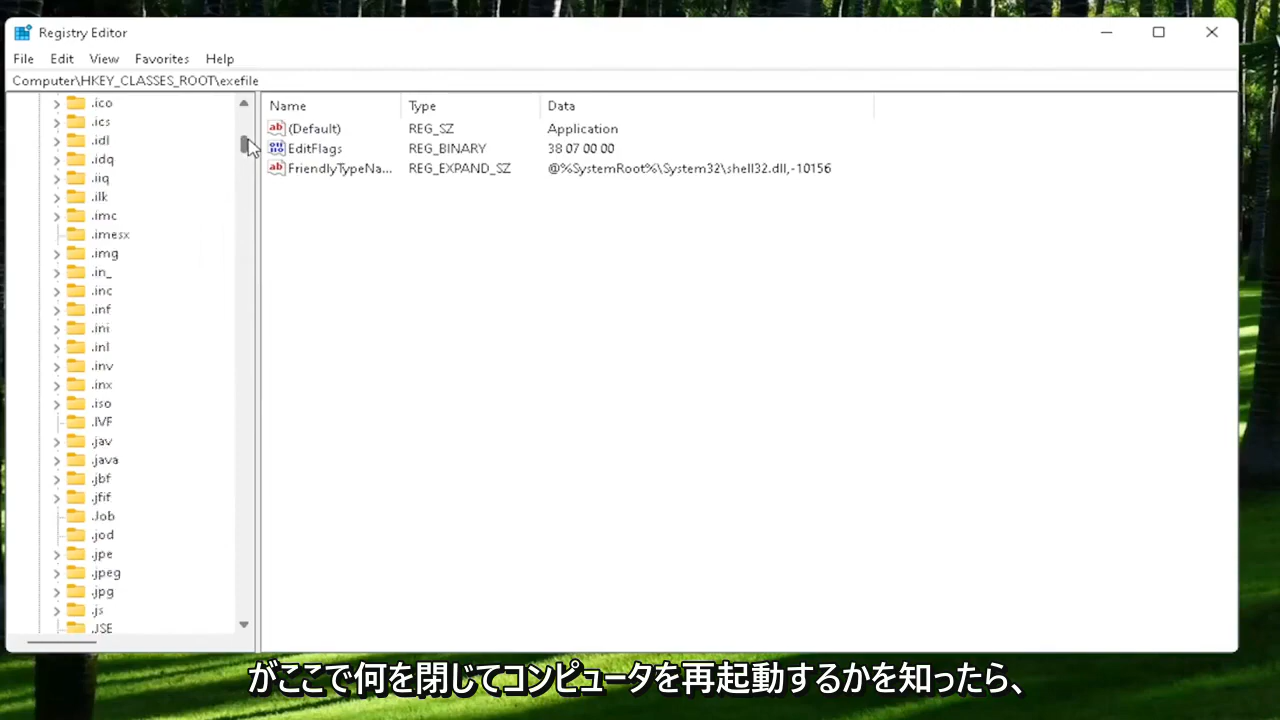 Registry Editor
File Edit View Favorites Help
Computer\HKEY_CLASSES_ROOT\exefile
.ico
.ics
.idl
.idq
.iiq
.ilk
.imc
.imesx
.img
.in_
.inc
.inf
.ini
.inl
.inv
.inx
.iso
.IVF
.jav
.java
.jbf
.jfif
.Job
.jod
.jpe
.jpeg
.jpg
.js
.JSE
Name Type Data
(Default) REG_SZ Application
EditFlags REG_BINARY 38 07 00 00
FriendlyTypeNa... REG_EXPAND_SZ @%SystemRoot%\System32\shell32.dll,-10156
がここで何を閉じてコンピュータを再起動するかを知ったら、